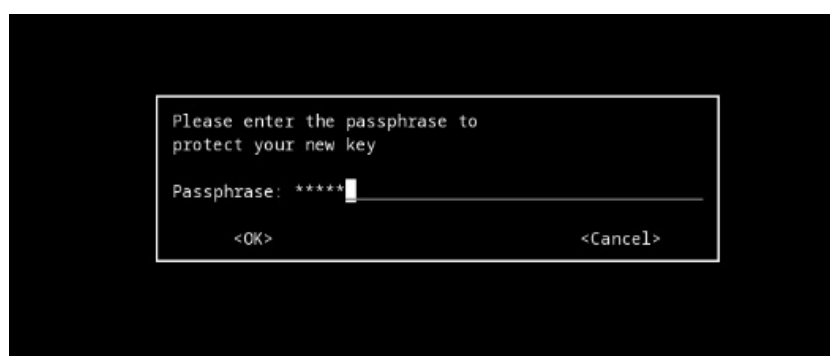 Please enter the passphrase to
protect your new key
Passphrase: *****
<OK> <Cancel>